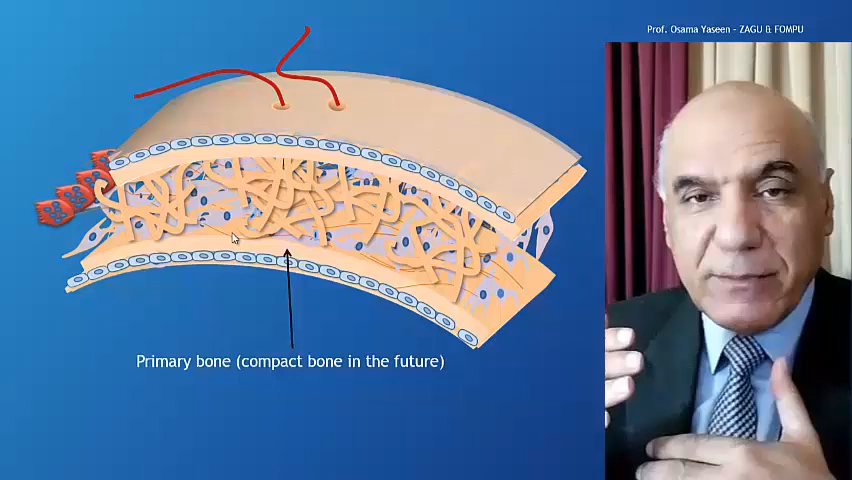 Prof. Osama Yaseen - ZAGU & FOMPU
Primary bone (compact bone in the future)